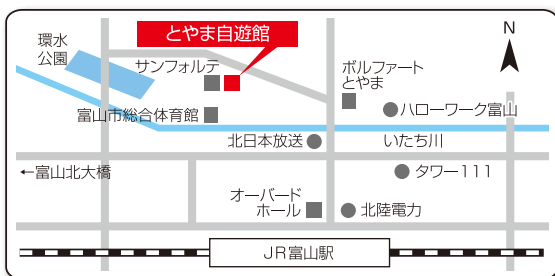 とやま自遊館
N
環水
公園
サンフォルテ
ボルファート
とやま
ハローワーク富山
富山市総合体育館
北日本放送
いたち川
←富山北大橋
タワー111
オーバード
ホール
北陸電力
JR富山駅